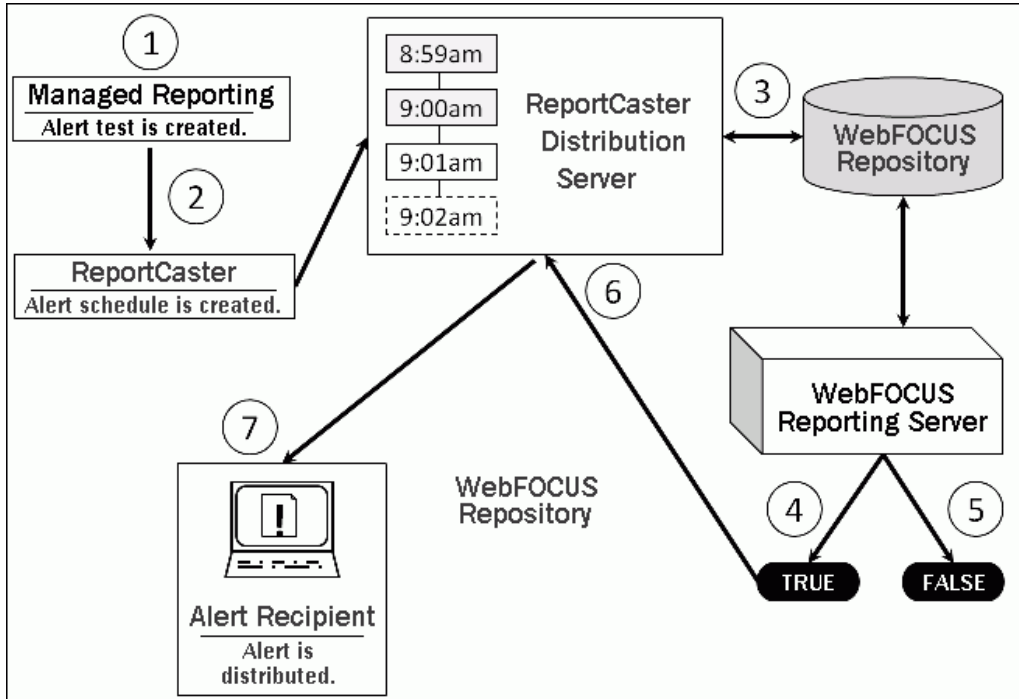 1
Managed Reporting
Alert test is created.
2
ReportCaster
Alert schedule is created.
8:59am
9:00am
9:01am
9:02am
ReportCaster
Distribution
Server
3
WebFOCUS
Repository
WebFOCUS
Reporting Server
4
5
TRUE
FALSE
6
7
WebFOCUS
Repository
!
Alert Recipient
Alert is
distributed.